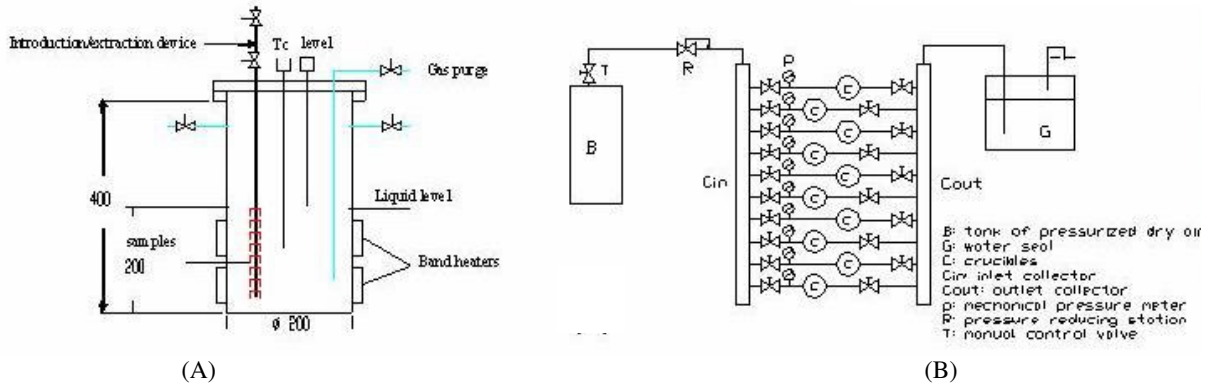 Introduction/extraction device
Tc
level
Gas purge
400
Liquid level
samples
200
Band heaters
ϕ 200
(A)
T
R
P
B
C
C
C
C
C
C
C
C
C
C
Cin
Cout
G
B: tank of pressurized dry air
G: water seal
C: crucibles
Cin: inlet collector
Cout: outlet collector
p: mechanical pressure meter
R: pressure reducing station
T: manual control valve
(B)